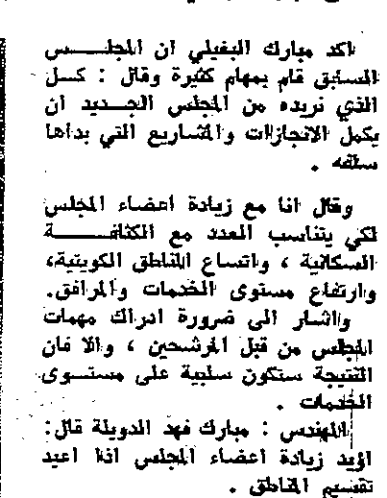 اكد مبارك البغيلي ان المجلس
السابق قام بمهام كثيرة وقال : كل
الذي نريده من المجلس الجديد ان
يكمل الانجازات والمشاريع التي بداها
سلفه .
وقال انا مع زيادة اعضاء المجلس
لكي يتناسب العدد مع الكثافة
السكانية ، واتساع المناطق الكويتية،
وارتفاع مستوى الخدمات والمرافق.
واشار الى ضرورة ادراك مهمات
المجلس من قبل المرشحين ، والا فان
النتيجة ستكون سلبية على مستوى
الخدمات .
المهندس : مبارك فهد الدويلة قال:
اؤيد زيادة اعضاء المجلس اذا اعيد
تقسيم المناطق .